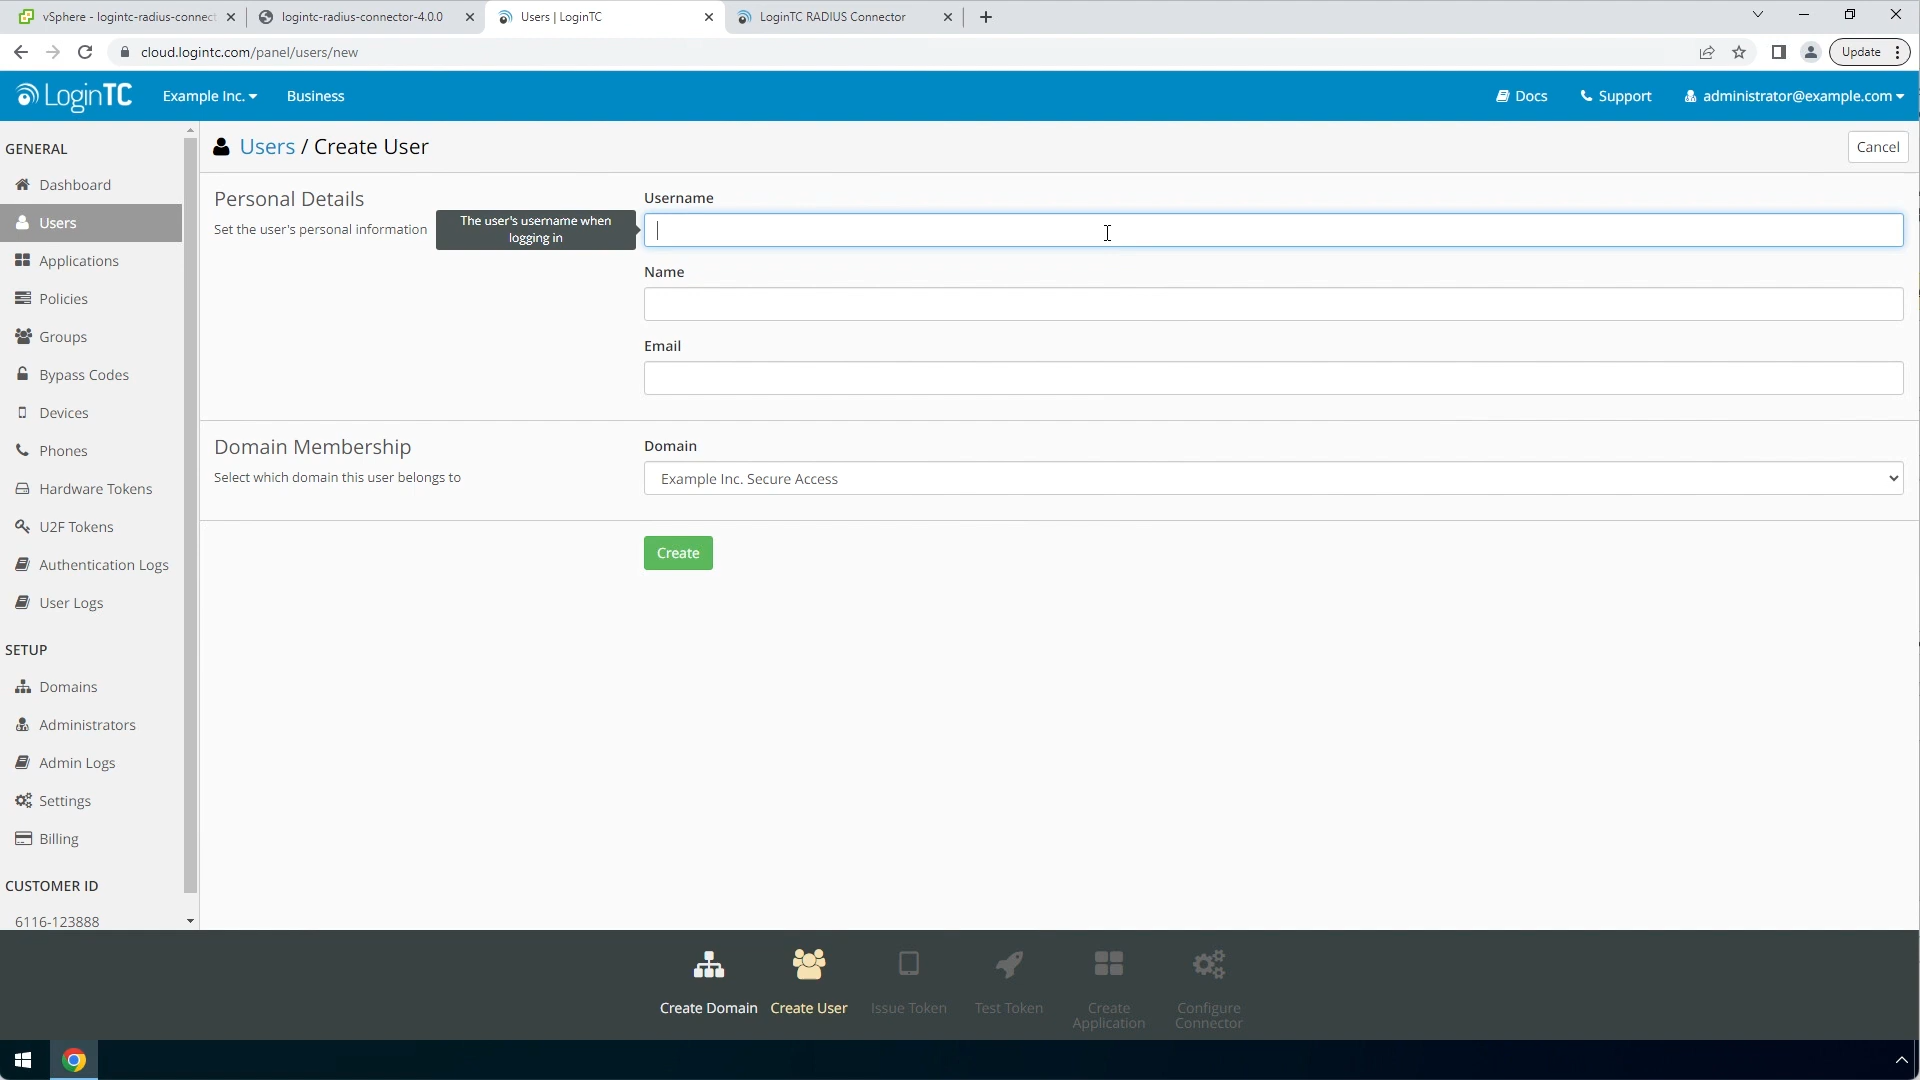 vSphere - logintc-radius-connect
logintc-radius-connector-4.0.0
Users | LoginTC
LoginTC RADIUS Connector
cloud.logintc.com/panel/users/new
Update
LoginTC
Example Inc.
Business
Docs
Support
administrator@example.com
GENERAL
Dashboard
Users
Applications
Policies
Groups
Bypass Codes
Devices
Phones
Hardware Tokens
U2F Tokens
Authentication Logs
User Logs
SETUP
Domains
Administrators
Admin Logs
Settings
Billing
CUSTOMER ID
6116-123888
Users / Create User
Cancel
Personal Details
Set the user's personal information
The user's username when
logging in
Username
Name
Email
Domain Membership
Select which domain this user belongs to
Domain
Example Inc. Secure Access
Create
Create Domain
Create User
Issue Token
Test Token
Create
Application
Configure
Connector